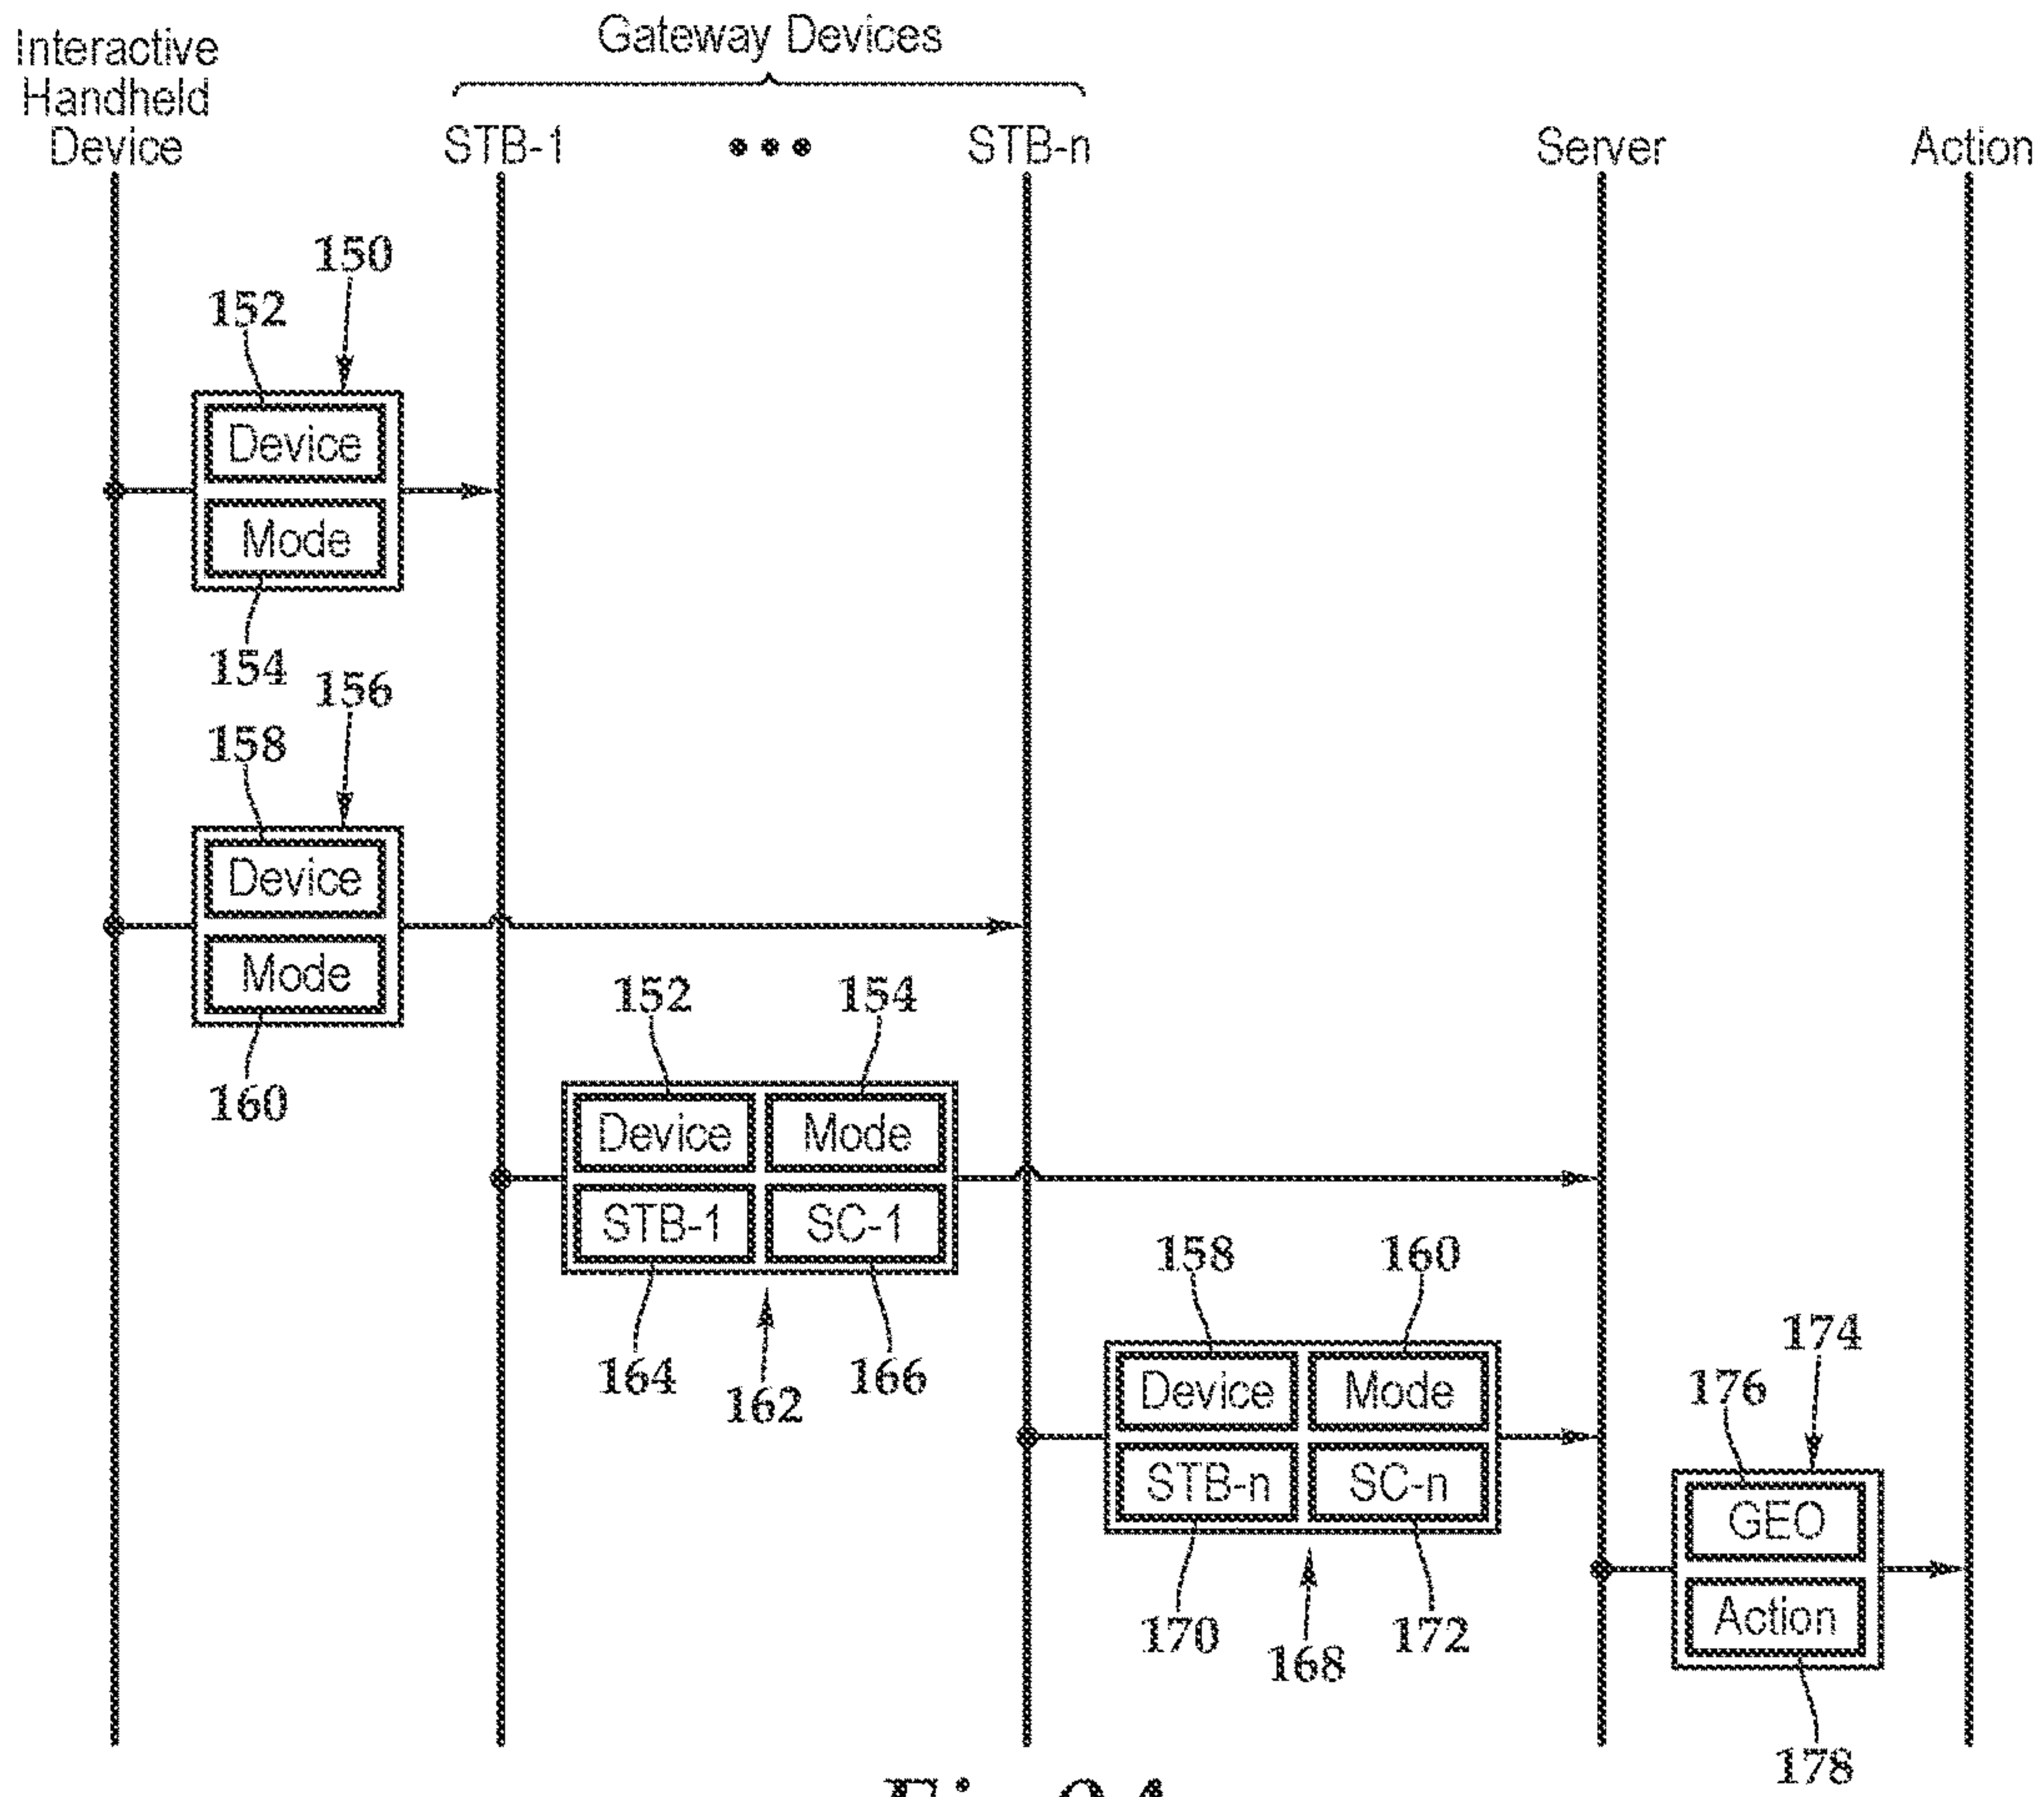 Gateway Devices
Interactive
Handheld
Device
STB-1
STB-n
Server
Action
150
152
Device
Mode
154
156
158
Device
Mode
160
152
154
Device
Mode
STB-1
SC-1
164
162
166
158
160
Device
Mode
STB-n
SC-n
170
168
172
174
176
GEO
Action
178